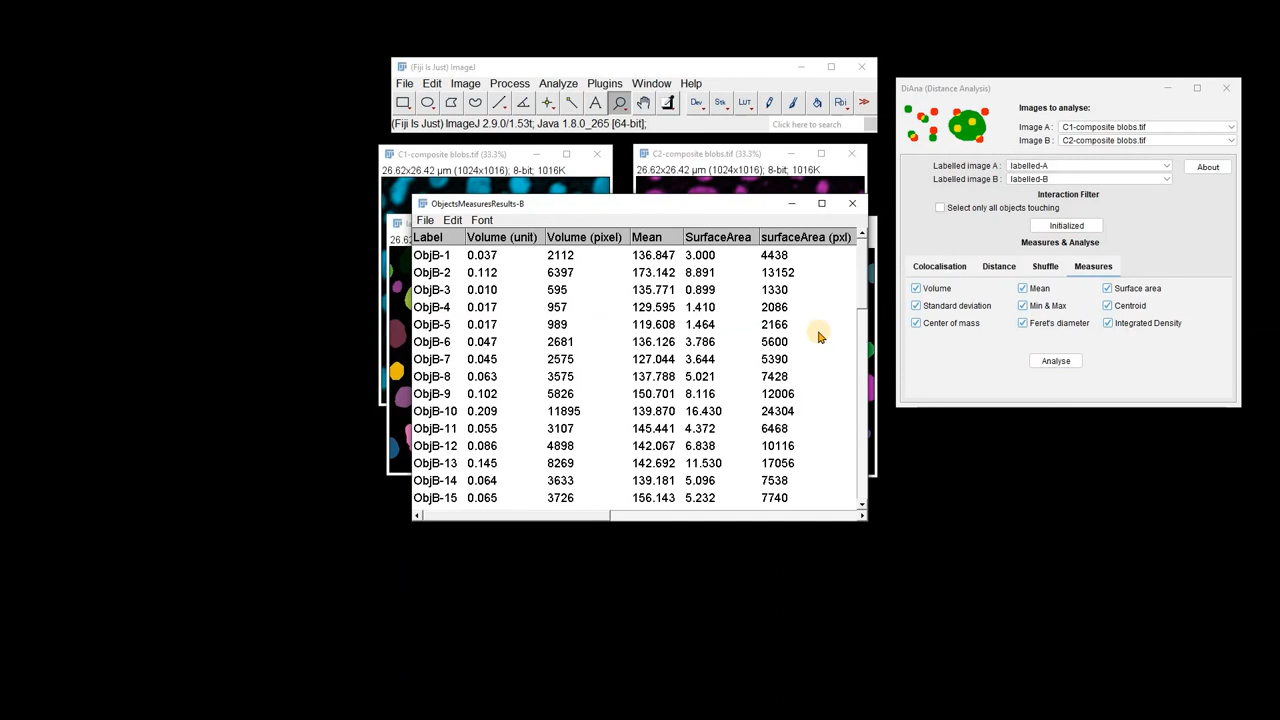 (Fiji Is Just) ImageJ
File Edit Image Process Analyze Plugins Window Help
Dev Stk LUT Rbi
(Fiji Is Just) ImageJ 2.9.0/1.53t; Java 1.8.0_265 [64-bit];
Click here to search
C1-composite blobs.tif (33.3%)
26.62x26.42 µm (1024x1016); 8-bit; 1016K
C2-composite blobs.tif (33.3%)
26.62x26.42 µm (1024x1016); 8-bit; 1016K
ObjectsMeasuresResults-B
File Edit Font
Label Volume (unit) Volume (pixel) Mean SurfaceArea surfaceArea (pxl)
ObjB-1 0.037 2112 136.847 3.000 4438
ObjB-2 0.112 6397 173.142 8.891 13152
ObjB-3 0.010 595 135.771 0.899 1330
ObjB-4 0.017 957 129.595 1.410 2086
ObjB-5 0.017 989 119.608 1.464 2166
ObjB-6 0.047 2681 136.126 3.786 5600
ObjB-7 0.045 2575 127.044 3.644 5390
ObjB-8 0.063 3575 137.788 5.021 7428
ObjB-9 0.102 5826 150.701 8.116 12006
ObjB-10 0.209 11895 139.870 16.430 24304
ObjB-11 0.055 3107 145.441 4.372 6468
ObjB-12 0.086 4898 142.067 6.838 10116
ObjB-13 0.145 8269 142.692 11.530 17056
ObjB-14 0.064 3633 139.181 5.096 7538
ObjB-15 0.065 3726 156.143 5.232 7740
DiAna (Distance Analysis)
Images to analyse:
Image A : C1-composite blobs.tif
Image B : C2-composite blobs.tif
Labelled image A : labelled-A
Labelled image B : labelled-B
About
Interaction Filter
Select only all objects touching
Initialized
Measures & Analyse
Colocalisation Distance Shuffle Measures
Volume Mean Surface area
Standard deviation Min & Max Centroid
Center of mass Feret's diameter Integrated Density
Analyse